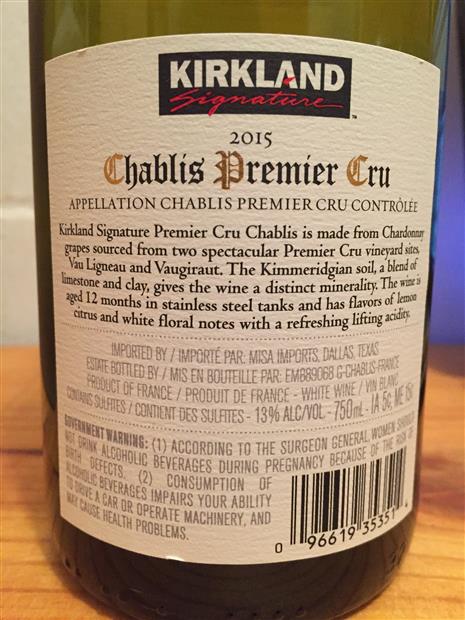 KIRKLAND
Signature™
2015
Chablis Premier Cru
APPELLATION CHABLIS PREMIER CRU CONTRÔLÉE
Kirkland Signature Premier Cru Chablis is made from Chardonnay
grapes sourced from two spectacular Premier Cru vineyard sites,
Vau Ligneau and Vaugiraut. The Kimmeridgian soil, a blend of
limestone and clay, gives the wine a distinct minerality. The wine is
aged 12 months in stainless steel tanks and has flavors of lemon
citrus and white floral notes with a refreshing lifting acidity.
IMPORTED BY / IMPORTÉ PAR: MISA IMPORTS, DALLAS, TEXAS
ESTATE BOTTLED BY / MIS EN BOUTEILLE PAR: EMB89068 G-CHABLIS-FRANCE
PRODUCT OF FRANCE / PRODUIT DE FRANCE - WHITE WINE / VIN BLANC
CONTAINS SULFITES / CONTIENT DES SULFITES - 13% ALC/VOL - 750mL - IA 5¢, ME 15¢
GOVERNMENT WARNING: (1) ACCORDING TO THE SURGEON GENERAL, WOMEN SHOULD
NOT DRINK ALCOHOLIC BEVERAGES DURING PREGNANCY BECAUSE OF THE RISK OF
BIRTH DEFECTS. (2) CONSUMPTION OF
ALCOHOLIC BEVERAGES IMPAIRS YOUR ABILITY
TO DRIVE A CAR OR OPERATE MACHINERY, AND
MAY CAUSE HEALTH PROBLEMS.
0 96619 35351 4